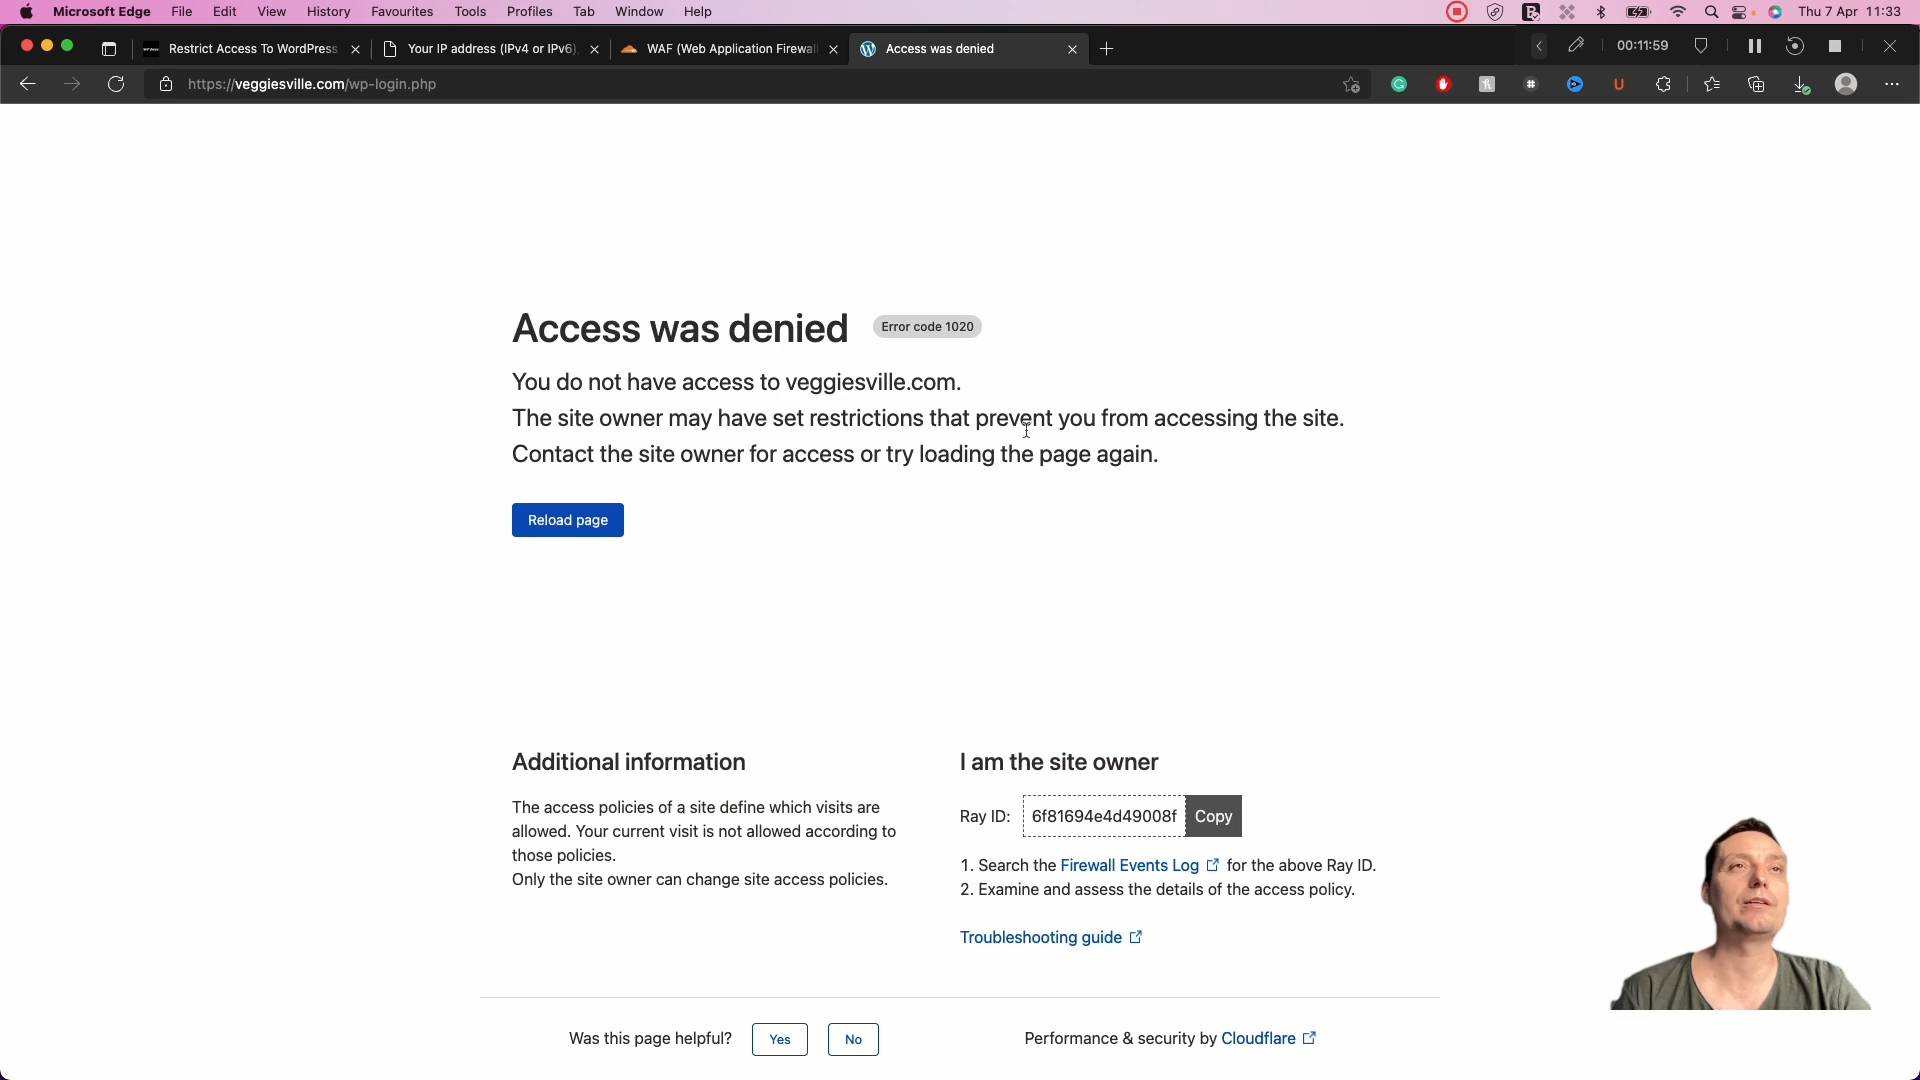 Microsoft Edge File Edit View History Favourites Tools Profiles Tab Window Help Thu 7 Apr 11:33
Restrict Access To WordPress Your IP address (IPv4 or IPv6) WAF (Web Application Firewal Access was denied 00:11:59
https://veggiesville.com/wp-login.php
Access was denied Error code 1020
You do not have access to veggiesville.com.
The site owner may have set restrictions that prevent you from accessing the site.
Contact the site owner for access or try loading the page again.
Reload page
Additional information
The access policies of a site define which visits are
allowed. Your current visit is not allowed according to
those policies.
Only the site owner can change site access policies.
I am the site owner
Ray ID: 6f81694e4d49008f Copy
1. Search the Firewall Events Log for the above Ray ID.
2. Examine and assess the details of the access policy.
Troubleshooting guide
Was this page helpful? Yes No
Performance & security by Cloudflare